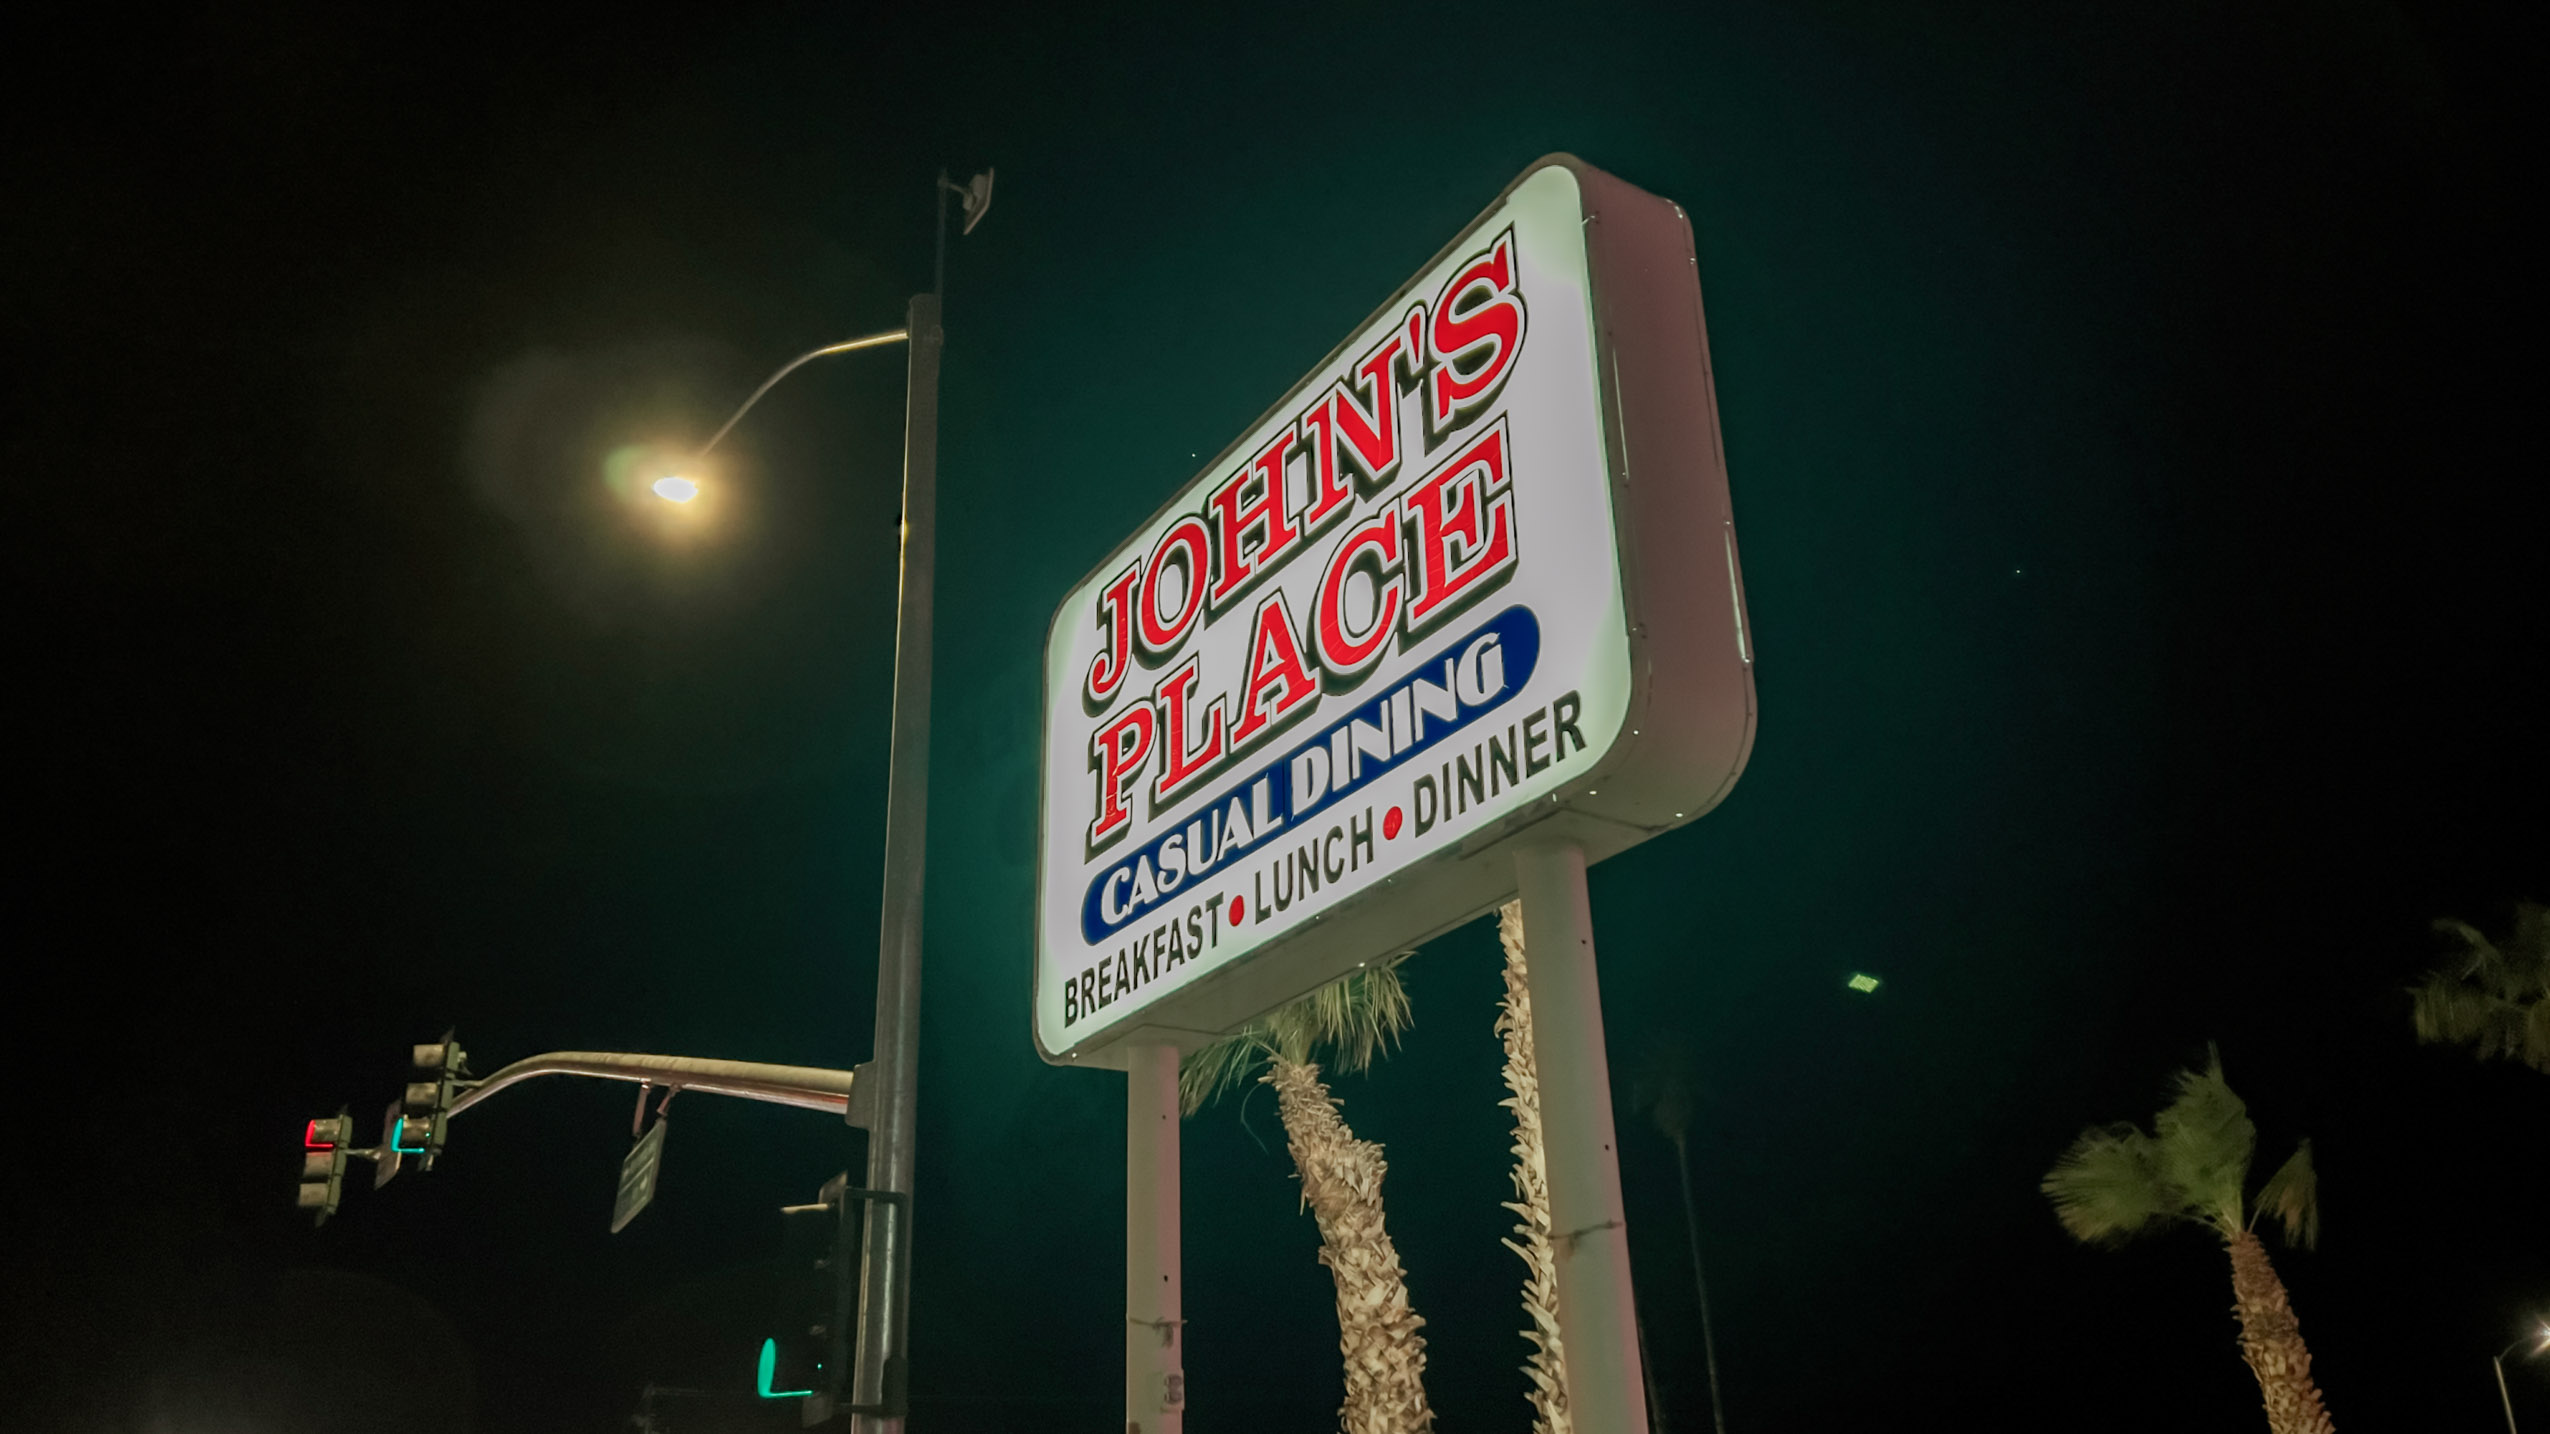 JOHN'S
PLACE
CASUAL DINING
BREAKFAST • LUNCH • DINNER